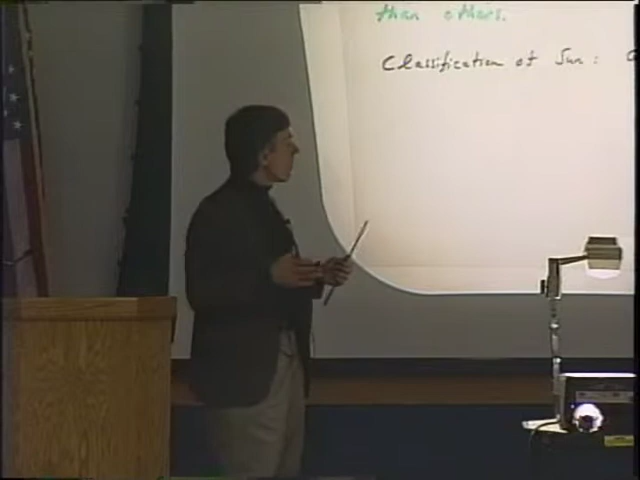 than others.
Classification of Sun :